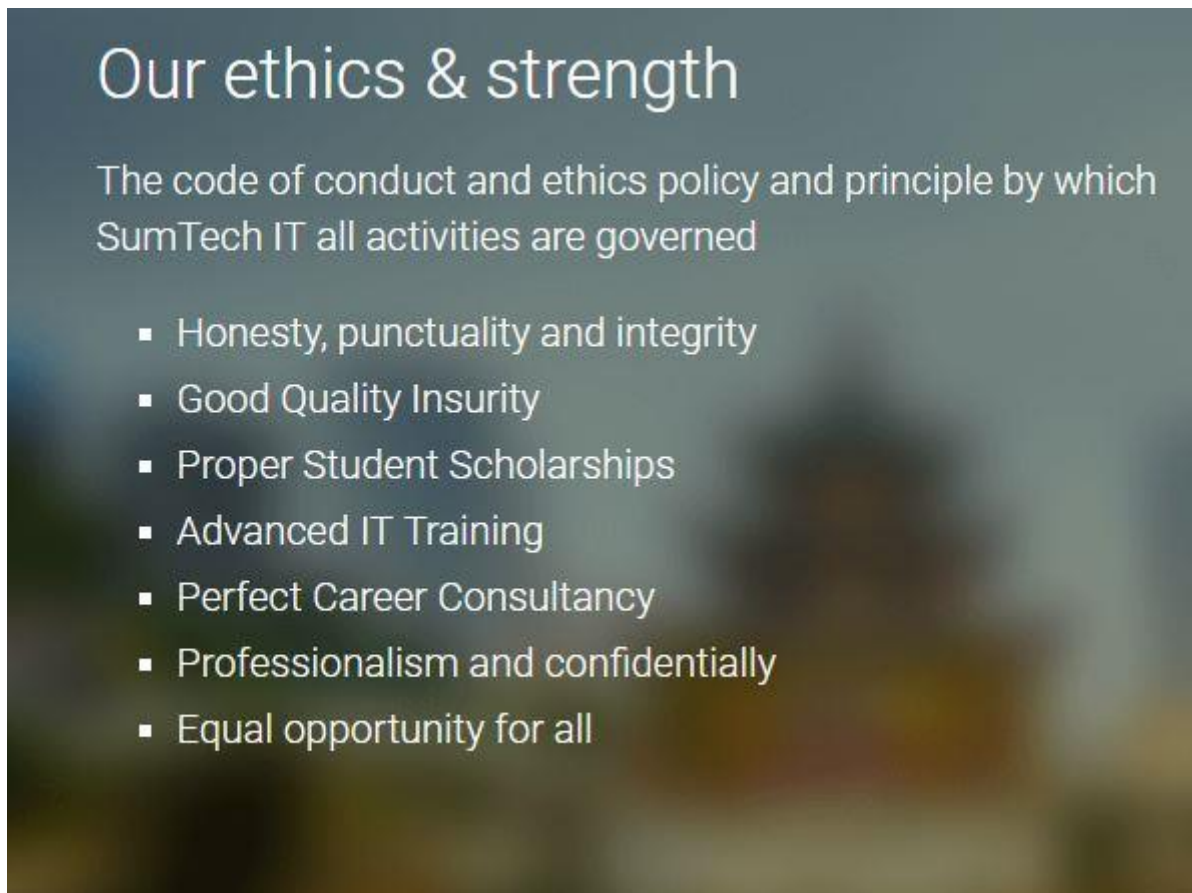 Our ethics & strength
The code of conduct and ethics policy and principle by which
SumTech IT all activities are governed
▪ Honesty, punctuality and integrity
▪ Good Quality Insurity
▪ Proper Student Scholarships
▪ Advanced IT Training
▪ Perfect Career Consultancy
▪ Professionalism and confidentially
▪ Equal opportunity for all